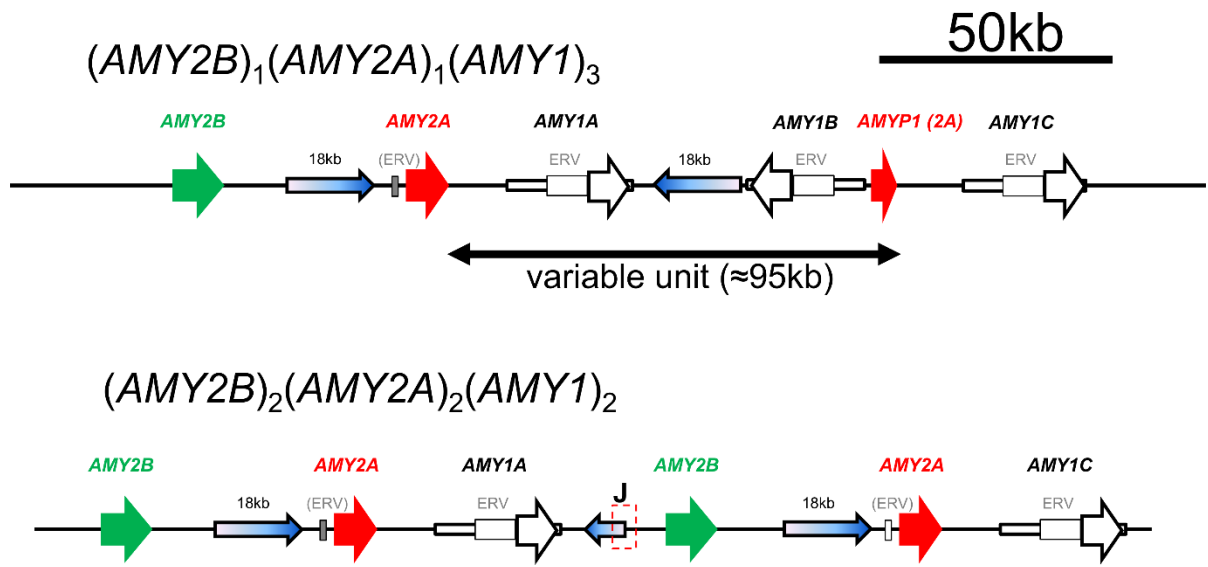 50kb
(AMY2B)₁(AMY2A)₁(AMY1)₃
AMY2B AMY2A AMY1A AMY1B AMYP1 (2A) AMY1C
18kb (ERV) ERV 18kb ERV ERV
variable unit (≈95kb)
(AMY2B)₂(AMY2A)₂(AMY1)₂
AMY2B AMY2A AMY1A AMY2B AMY2A AMY1C
18kb (ERV) ERV J 18kb (ERV) ERV